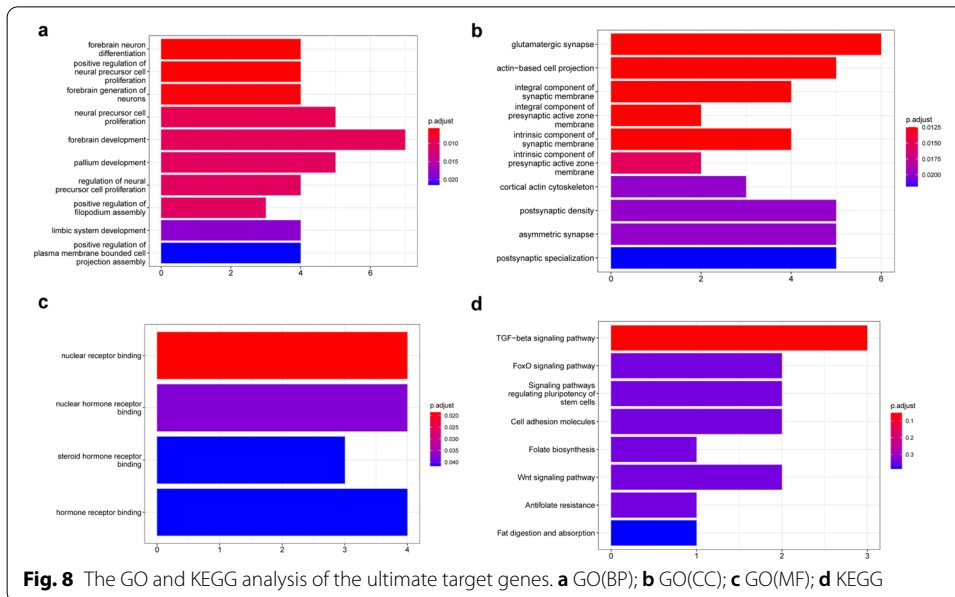 a
forebrain neuron
differentiation
positive regulation of
neural precursor cell
proliferation
forebrain generation of
neurons
neural precursor cell
proliferation
forebrain development
pallium development
regulation of neural
precursor cell proliferation
positive regulation of
filopodium assembly
limbic system development
positive regulation of
plasma membrane bounded cell
projection assembly
0 2 4 6
p.adjust
0.010
0.015
0.020
b
glutamatergic synapse
actin-based cell projection
integral component of
synaptic membrane
integral component of
presynaptic active zone
membrane
intrinsic component of
synaptic membrane
intrinsic component of
presynaptic active zone
membrane
cortical actin cytoskeleton
postsynaptic density
asymmetric synapse
postsynaptic specialization
0 2 4 6
p.adjust
0.0125
0.0150
0.0175
0.0200
c
nuclear receptor binding
nuclear hormone receptor
binding
steroid hormone receptor
binding
hormone receptor binding
0 1 2 3 4
p.adjust
0.020
0.025
0.030
0.035
0.040
d
TGF-beta signaling pathway
FoxO signaling pathway
Signaling pathways
regulating pluripotency of
stem cells
Cell adhesion molecules
Folate biosynthesis
Wnt signaling pathway
Antifolate resistance
Fat digestion and absorption
0 1 2 3
p.adjust
0.1
0.2
0.3
Fig. 8 The GO and KEGG analysis of the ultimate target genes. a GO(BP); b GO(CC); c GO(MF); d KEGG